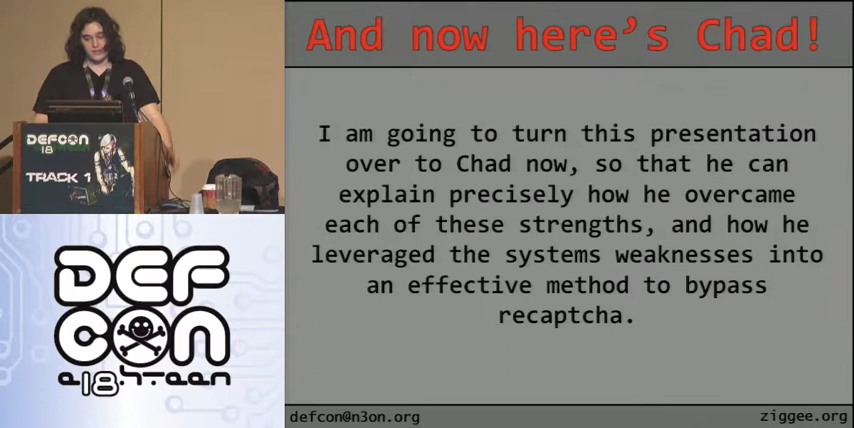 And now here's Chad!
I am going to turn this presentation
over to Chad now, so that he can
explain precisely how he overcame
each of these strengths, and how he
leveraged the systems weaknesses into
an effective method to bypass
recaptcha.
defcon@n3on.org
ziggee.org
DEFCON
18
TRACK 1
DEF
CON